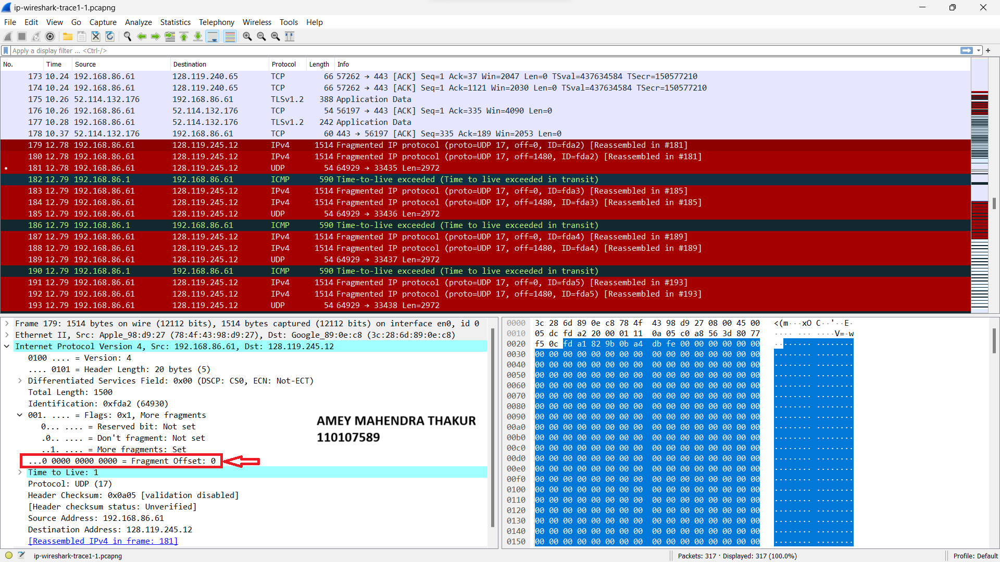 ip-wireshark-trace1-1.pcapng
File Edit View Go Capture Analyze Statistics Telephony Wireless Tools Help
Apply a display filter ... <Ctrl-/>
No. Time Source Destination Protocol Length Info
173 10.24 192.168.86.61 128.119.240.65 TCP 66 57262 → 443 [ACK] Seq=1 Ack=37 Win=2047 Len=0 TSval=437634584 TSecr=150577210
174 10.24 192.168.86.61 128.119.240.65 TCP 66 57262 → 443 [ACK] Seq=1 Ack=1121 Win=2030 Len=0 TSval=437634584 TSecr=150577210
175 10.26 52.114.132.176 192.168.86.61 TLSv1.2 388 Application Data
176 10.26 192.168.86.61 52.114.132.176 TCP 54 56197 → 443 [ACK] Seq=1 Ack=335 Win=4090 Len=0
177 10.28 192.168.86.61 52.114.132.176 TLSv1.2 242 Application Data
178 10.37 52.114.132.176 192.168.86.61 TCP 60 443 → 56197 [ACK] Seq=335 Ack=189 Win=2053 Len=0
179 12.78 192.168.86.61 128.119.245.12 IPv4 1514 Fragmented IP protocol (proto=UDP 17, off=0, ID=fda2) [Reassembled in #181]
180 12.78 192.168.86.61 128.119.245.12 IPv4 1514 Fragmented IP protocol (proto=UDP 17, off=1480, ID=fda2) [Reassembled in #181]
181 12.78 192.168.86.61 128.119.245.12 UDP 54 64929 → 33435 Len=2972
182 12.79 192.168.86.1 192.168.86.61 ICMP 590 Time-to-live exceeded (Time to live exceeded in transit)
183 12.79 192.168.86.61 128.119.245.12 IPv4 1514 Fragmented IP protocol (proto=UDP 17, off=0, ID=fda3) [Reassembled in #185]
184 12.79 192.168.86.61 128.119.245.12 IPv4 1514 Fragmented IP protocol (proto=UDP 17, off=1480, ID=fda3) [Reassembled in #185]
185 12.79 192.168.86.61 128.119.245.12 UDP 54 64929 → 33436 Len=2972
186 12.79 192.168.86.1 192.168.86.61 ICMP 590 Time-to-live exceeded (Time to live exceeded in transit)
187 12.79 192.168.86.61 128.119.245.12 IPv4 1514 Fragmented IP protocol (proto=UDP 17, off=0, ID=fda4) [Reassembled in #189]
188 12.79 192.168.86.61 128.119.245.12 IPv4 1514 Fragmented IP protocol (proto=UDP 17, off=1480, ID=fda4) [Reassembled in #189]
189 12.79 192.168.86.61 128.119.245.12 UDP 54 64929 → 33437 Len=2972
190 12.79 192.168.86.1 192.168.86.61 ICMP 590 Time-to-live exceeded (Time to live exceeded in transit)
191 12.79 192.168.86.61 128.119.245.12 IPv4 1514 Fragmented IP protocol (proto=UDP 17, off=0, ID=fda5) [Reassembled in #193]
192 12.79 192.168.86.61 128.119.245.12 IPv4 1514 Fragmented IP protocol (proto=UDP 17, off=1480, ID=fda5) [Reassembled in #193]
193 12.79 192.168.86.61 128.119.245.12 UDP 54 64929 → 33438 Len=2972
Frame 179: 1514 bytes on wire (12112 bits), 1514 bytes captured (12112 bits) on interface en0, id 0
Ethernet II, Src: Apple_98:d9:27 (78:4f:43:98:d9:27), Dst: Google_89:0e:c8 (3c:28:6d:89:0e:c8)
Internet Protocol Version 4, Src: 192.168.86.61, Dst: 128.119.245.12
0100 .... = Version: 4
.... 0101 = Header Length: 20 bytes (5)
Differentiated Services Field: 0x00 (DSCP: CS0, ECN: Not-ECT)
Total Length: 1500
Identification: 0xfda2 (64930)
001. .... = Flags: 0x1, More fragments
0... .... = Reserved bit: Not set
.0.. .... = Don't fragment: Not set
..1. .... = More fragments: Set
...0 0000 0000 0000 = Fragment Offset: 0
Time to Live: 1
Protocol: UDP (17)
Header Checksum: 0x0a05 [validation disabled]
[Header checksum status: Unverified]
Source Address: 192.168.86.61
Destination Address: 128.119.245.12
[Reassembled IPv4 in frame: 181]
AMEY MAHENDRA THAKUR
110107589
0000 3c 28 6d 89 0e c8 78 4f 43 98 d9 27 08 00 45 00 <(m···xO C··'··E·
0010 05 dc fd a2 20 00 01 11 0a 05 c0 a8 56 3d 80 77 ···· ··· ····V=·w
0020 f5 0c fd a1 82 9b 0b a4 db fe 00 00 00 00 00 00 ········ ········
0030 00 00 00 00 00 00 00 00 00 00 00 00 00 00 00 00 ········ ········
0040 00 00 00 00 00 00 00 00 00 00 00 00 00 00 00 00 ········ ········
0050 00 00 00 00 00 00 00 00 00 00 00 00 00 00 00 00 ········ ········
0060 00 00 00 00 00 00 00 00 00 00 00 00 00 00 00 00 ········ ········
0070 00 00 00 00 00 00 00 00 00 00 00 00 00 00 00 00 ········ ········
0080 00 00 00 00 00 00 00 00 00 00 00 00 00 00 00 00 ········ ········
0090 00 00 00 00 00 00 00 00 00 00 00 00 00 00 00 00 ········ ········
00a0 00 00 00 00 00 00 00 00 00 00 00 00 00 00 00 00 ········ ········
00b0 00 00 00 00 00 00 00 00 00 00 00 00 00 00 00 00 ········ ········
00c0 00 00 00 00 00 00 00 00 00 00 00 00 00 00 00 00 ········ ········
00d0 00 00 00 00 00 00 00 00 00 00 00 00 00 00 00 00 ········ ········
00e0 00 00 00 00 00 00 00 00 00 00 00 00 00 00 00 00 ········ ········
00f0 00 00 00 00 00 00 00 00 00 00 00 00 00 00 00 00 ········ ········
0100 00 00 00 00 00 00 00 00 00 00 00 00 00 00 00 00 ········ ········
0110 00 00 00 00 00 00 00 00 00 00 00 00 00 00 00 00 ········ ········
0120 00 00 00 00 00 00 00 00 00 00 00 00 00 00 00 00 ········ ········
0130 00 00 00 00 00 00 00 00 00 00 00 00 00 00 00 00 ········ ········
0140 00 00 00 00 00 00 00 00 00 00 00 00 00 00 00 00 ········ ········
0150 00 00 00 00 00 00 00 00 00 00 00 00 00 00 00 00 ········ ········
ip-wireshark-trace1-1.pcapng
Packets: 317 · Displayed: 317 (100.0%)
Profile: Default